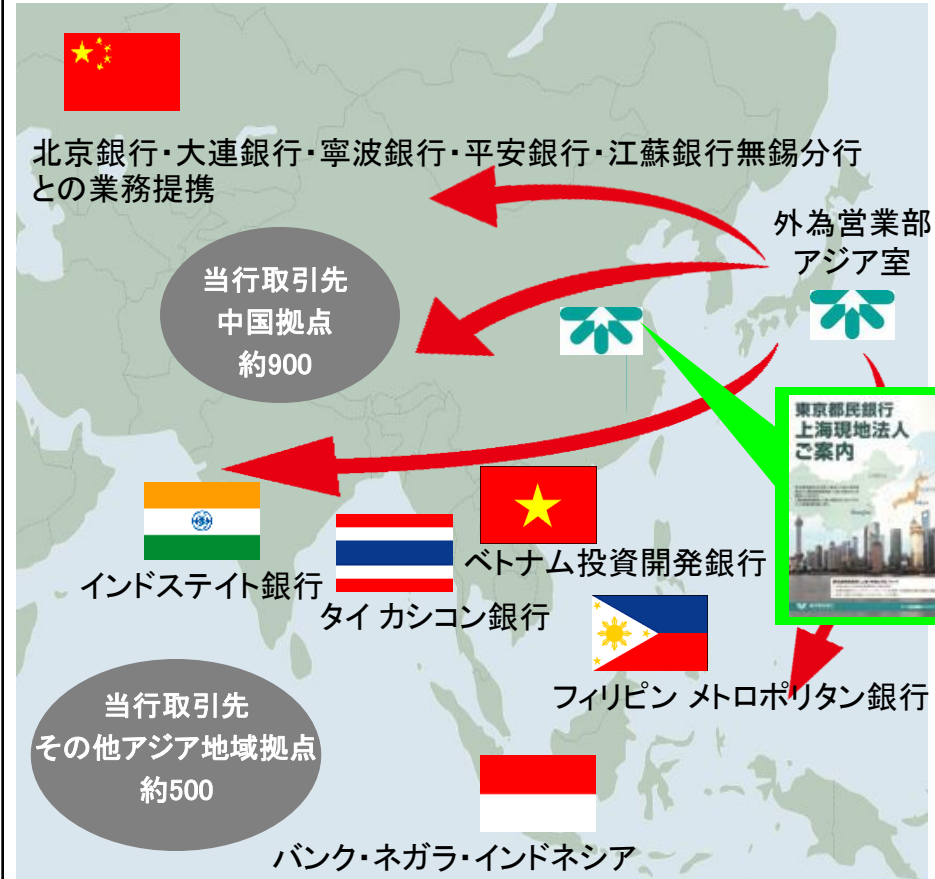 北京銀行・大連銀行・寧波銀行・平安銀行・江蘇銀行無錫分行
との業務提携
外為営業部
アジア室
当行取引先
中国拠点
約900
東京都民銀行
上海現地法人
ご案内
インドステイト銀行
タイ カシコン銀行
ベトナム投資開発銀行
フィリピン メトロポリタン銀行
当行取引先
その他アジア地域拠点
約500
バンク・ネガラ・インドネシア